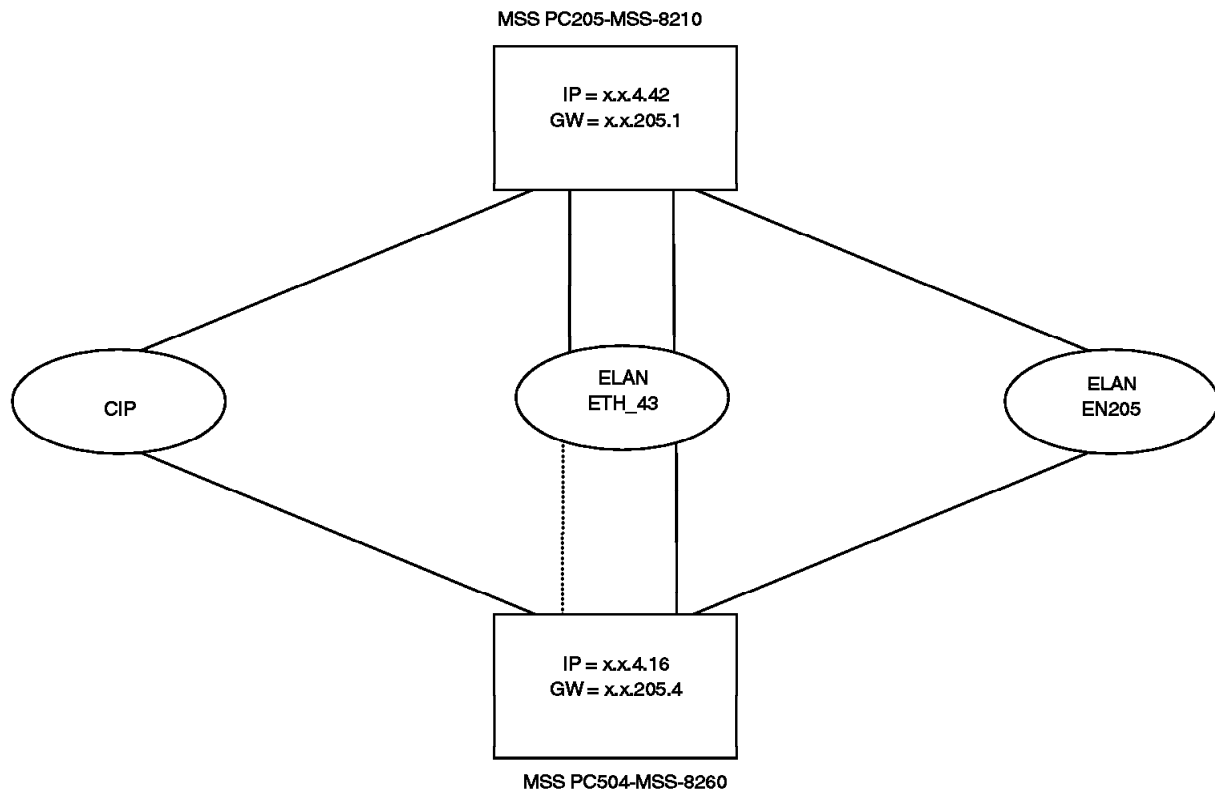 MSS PC205-MSS-8210
IP = x.x.4.42
GW = x.x.205.1
CIP
ELAN
ETH_43
ELAN
EN205
IP = x.x.4.16
GW = x.x.205.4
MSS PC504-MSS-8260